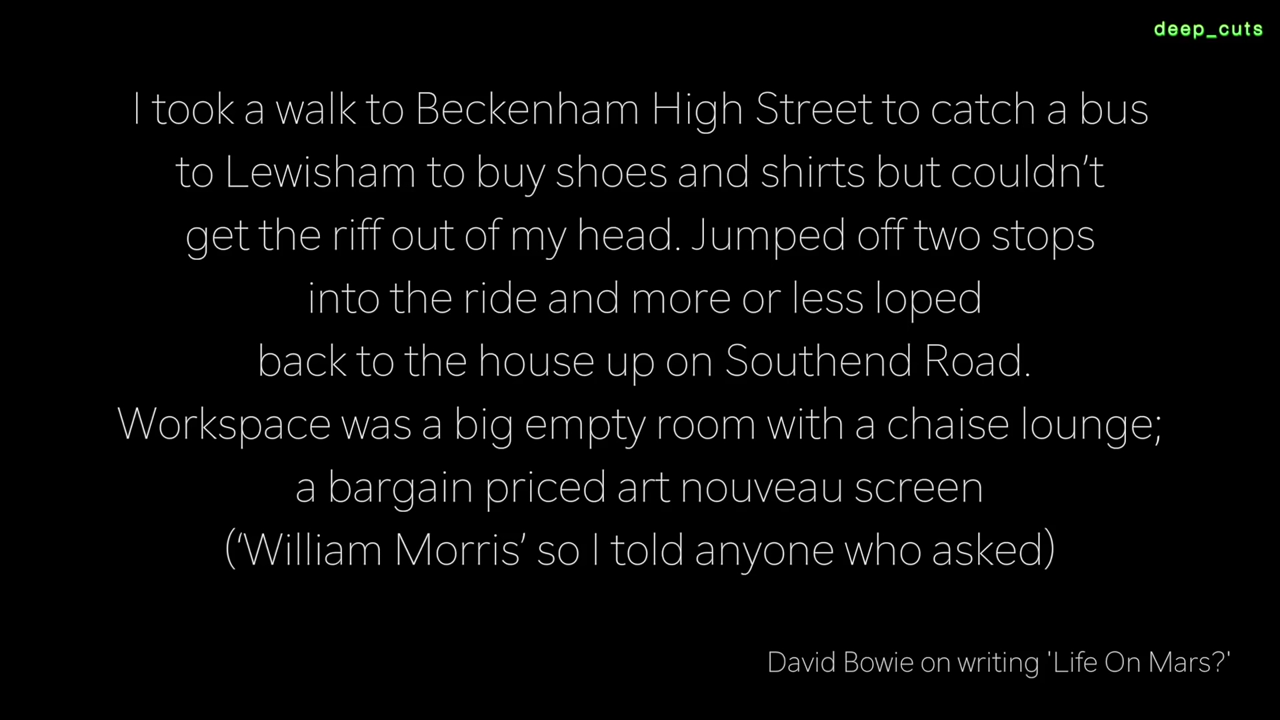 deep_cuts
I took a walk to Beckenham High Street to catch a bus
to Lewisham to buy shoes and shirts but couldn’t
get the riff out of my head. Jumped off two stops
into the ride and more or less loped
back to the house up on Southend Road.
Workspace was a big empty room with a chaise lounge;
a bargain priced art nouveau screen
(‘William Morris’ so I told anyone who asked)
David Bowie on writing 'Life On Mars?'